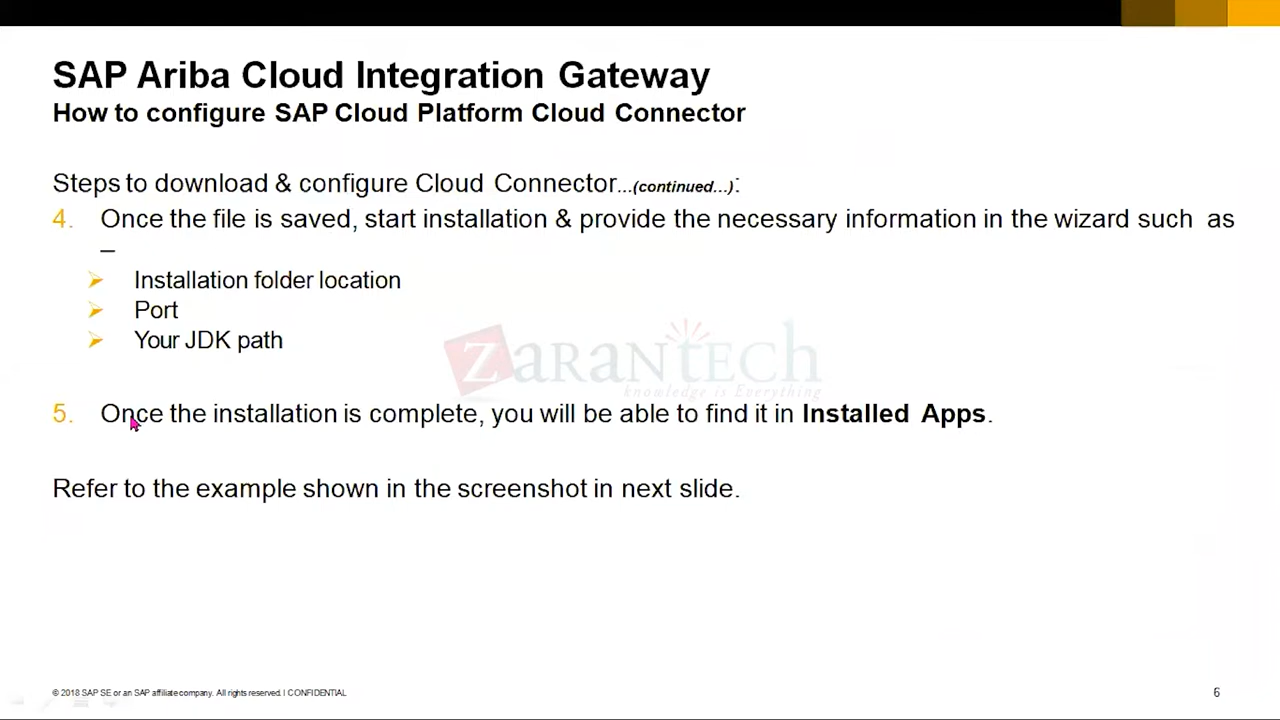 SAP Ariba Cloud Integration Gateway
How to configure SAP Cloud Platform Cloud Connector
Steps to download & configure Cloud Connector...(continued...):
4. Once the file is saved, start installation & provide the necessary information in the wizard such as
–
Installation folder location
Port
Your JDK path
ZARANTECH
knowledge is Everything
5. Once the installation is complete, you will be able to find it in Installed Apps.
Refer to the example shown in the screenshot in next slide.
© 2018 SAP SE or an SAP affiliate company. All rights reserved. I CONFIDENTIAL
6